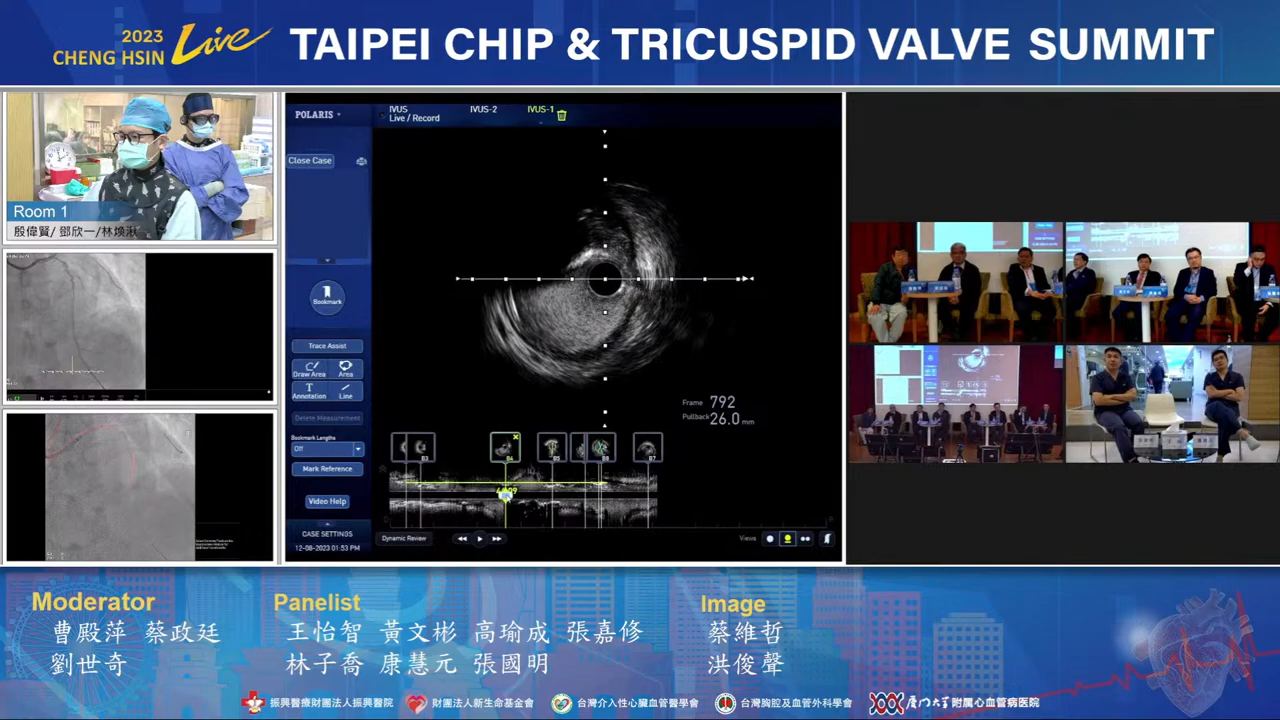 2023
CHENG HSIN Live
TAIPEI CHIP & TRICUSPID VALVE SUMMIT
Room 1
殷偉賢/ 鄧欣一/林煥淑
POLARIS
IVUS
Live / Record
IVUS-2
IVUS-1
Close Case
Bookmark
Trace Assist
Draw Area
Area
Annotation
Line
Delete Measurement
Bookmark Lengths
Off
Mark Reference
Video Help
CASE SETTINGS
12-08-2023 01:53 PM
Frame 792
Pullback 26.0 mm
B3
B4
B5
B6
B7
Dynamic Review
Views
Moderator
曹殿萍 蔡政廷
劉世奇
Panelist
王怡智 黃文彬 高瑜成 張嘉修
林子喬 康慧元 張國明
Image
蔡維哲
洪俊聲
振興醫療財團法人振興醫院
財團法人新生命基金會
台灣介入性心臟血管醫學會
台灣胸腔及血管外科學會
厦门大学附属心血管病医院